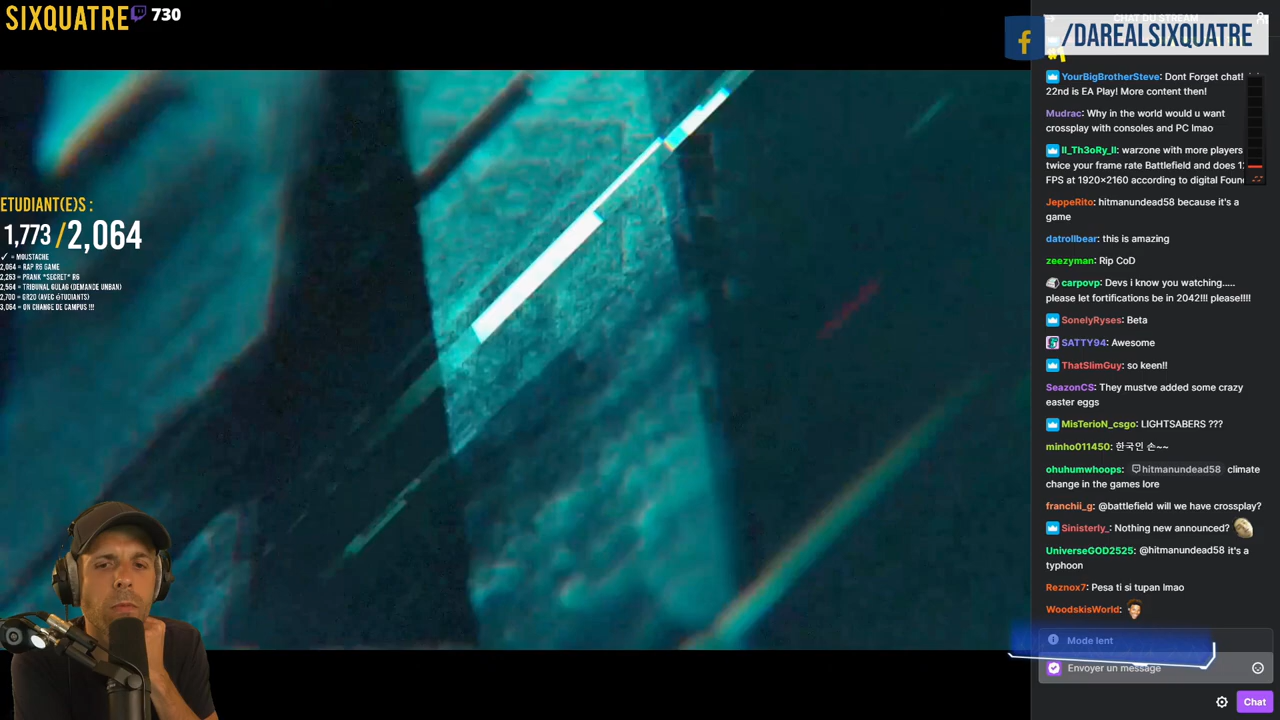 SIXQUATRE 730
/DAREALSIXQUATRE
YourBigBrotherSteve: Dont Forget chat!
22nd is EA Play! More content then!
Mudrac: Why in the world would u want
crossplay with consoles and PC lmao
warzone with more players
twice your frame rate Battlefield and does
FPS at 1920×2160 according to digital
JeppeRito: hitmanundead58 because it's a
game
datrollbear: this is amazing
zeezyman: Rip CoD
carpovp: Devs i know you watching.....
please let fortifications be in 2042!!! please!!!!
SonelyRyses: Beta
SATTY94: Awesome
ThatSlimGuy: so keen!!
SeazonCS: They mustve added some crazy
easter eggs
MisTerioN_csgo: LIGHTSABERS ???
minho011450: 한국인 손~~
ohuhumwhoops: hitmanundead58 climate
change in the games lore
franchii_g: @battlefield will we have crossplay?
Sinisterly_: Nothing new announced?
UniverseGOD2525: @hitmanundead58 it's a
typhoon
Reznox7: Pesa ti si tupan lmao
WoodskisWorld:
Mode lent
Envoyer un message
Chat
ETUDIANT(E)S :
1,773 /2,064
✓ = MOUSTACHE
2,064 = RAP R6 GAME
2,263 = PRANK *SECRET* R6
2,564 = TRIBUNAL GULAG (DEMANDE UNBAN)
2,700 = GR20 (AVEC ÉTUDIANTS)
3,064 = ON CHANGE DE CAMPUS !!!